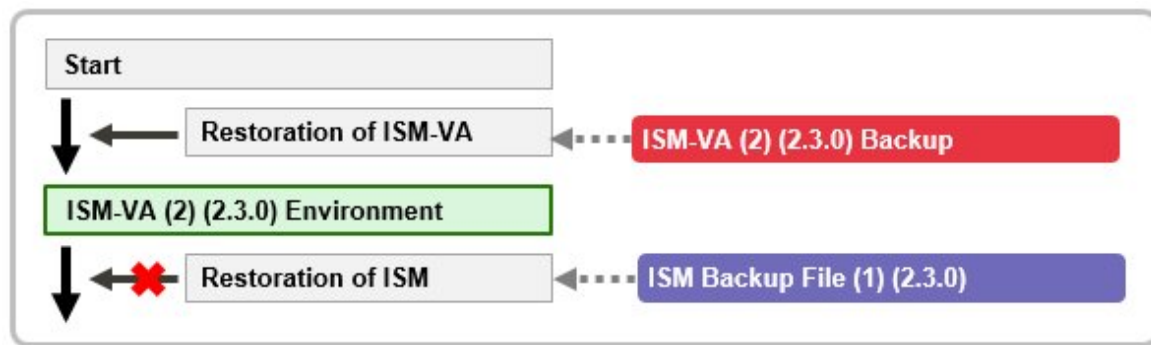 Start
Restoration of ISM-VA
ISM-VA (2) (2.3.0) Backup
ISM-VA (2) (2.3.0) Environment
Restoration of ISM
ISM Backup File (1) (2.3.0)